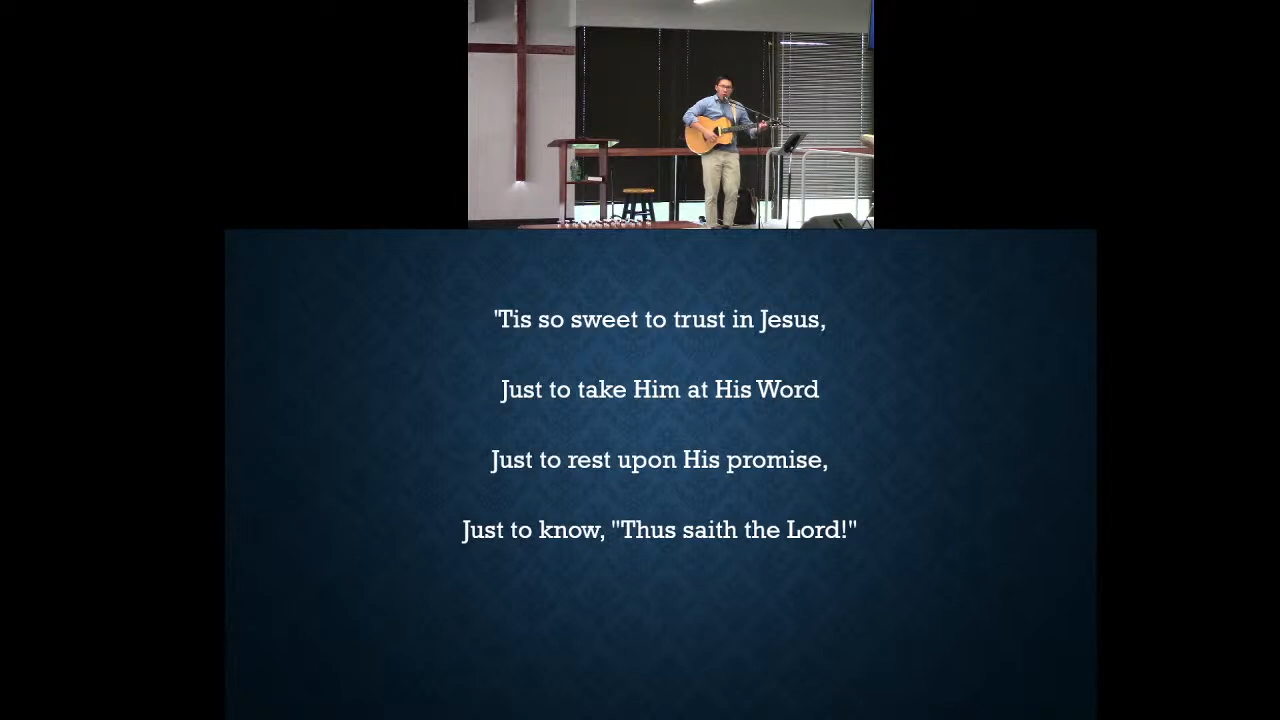 'Tis so sweet to trust in Jesus,
Just to take Him at His Word
Just to rest upon His promise,
Just to know, "Thus saith the Lord!"